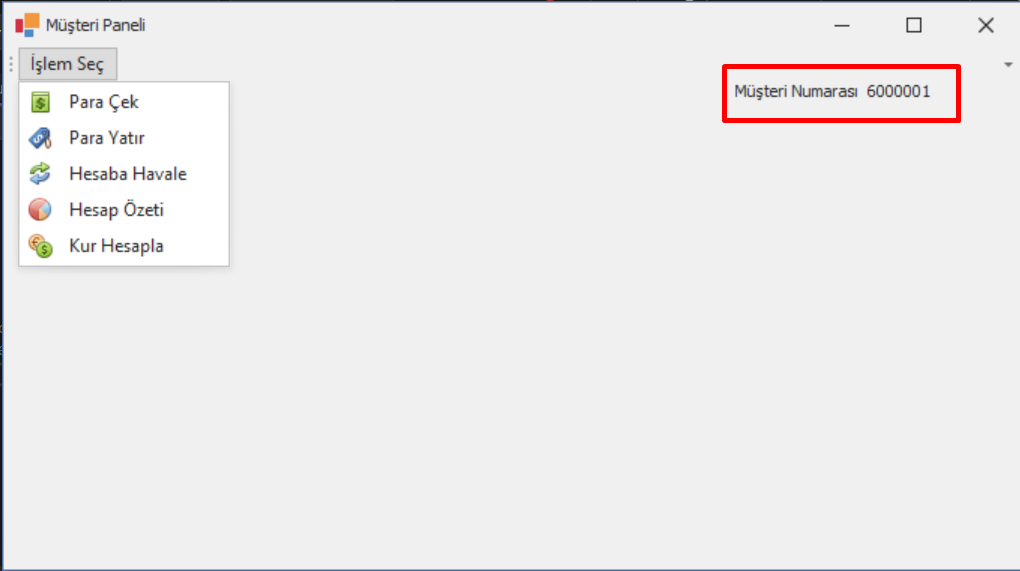 Müşteri Paneli
İşlem Seç
Müşteri Numarası 6000001
Para Çek
Para Yatır
Hesaba Havale
Hesap Özeti
Kur Hesapla